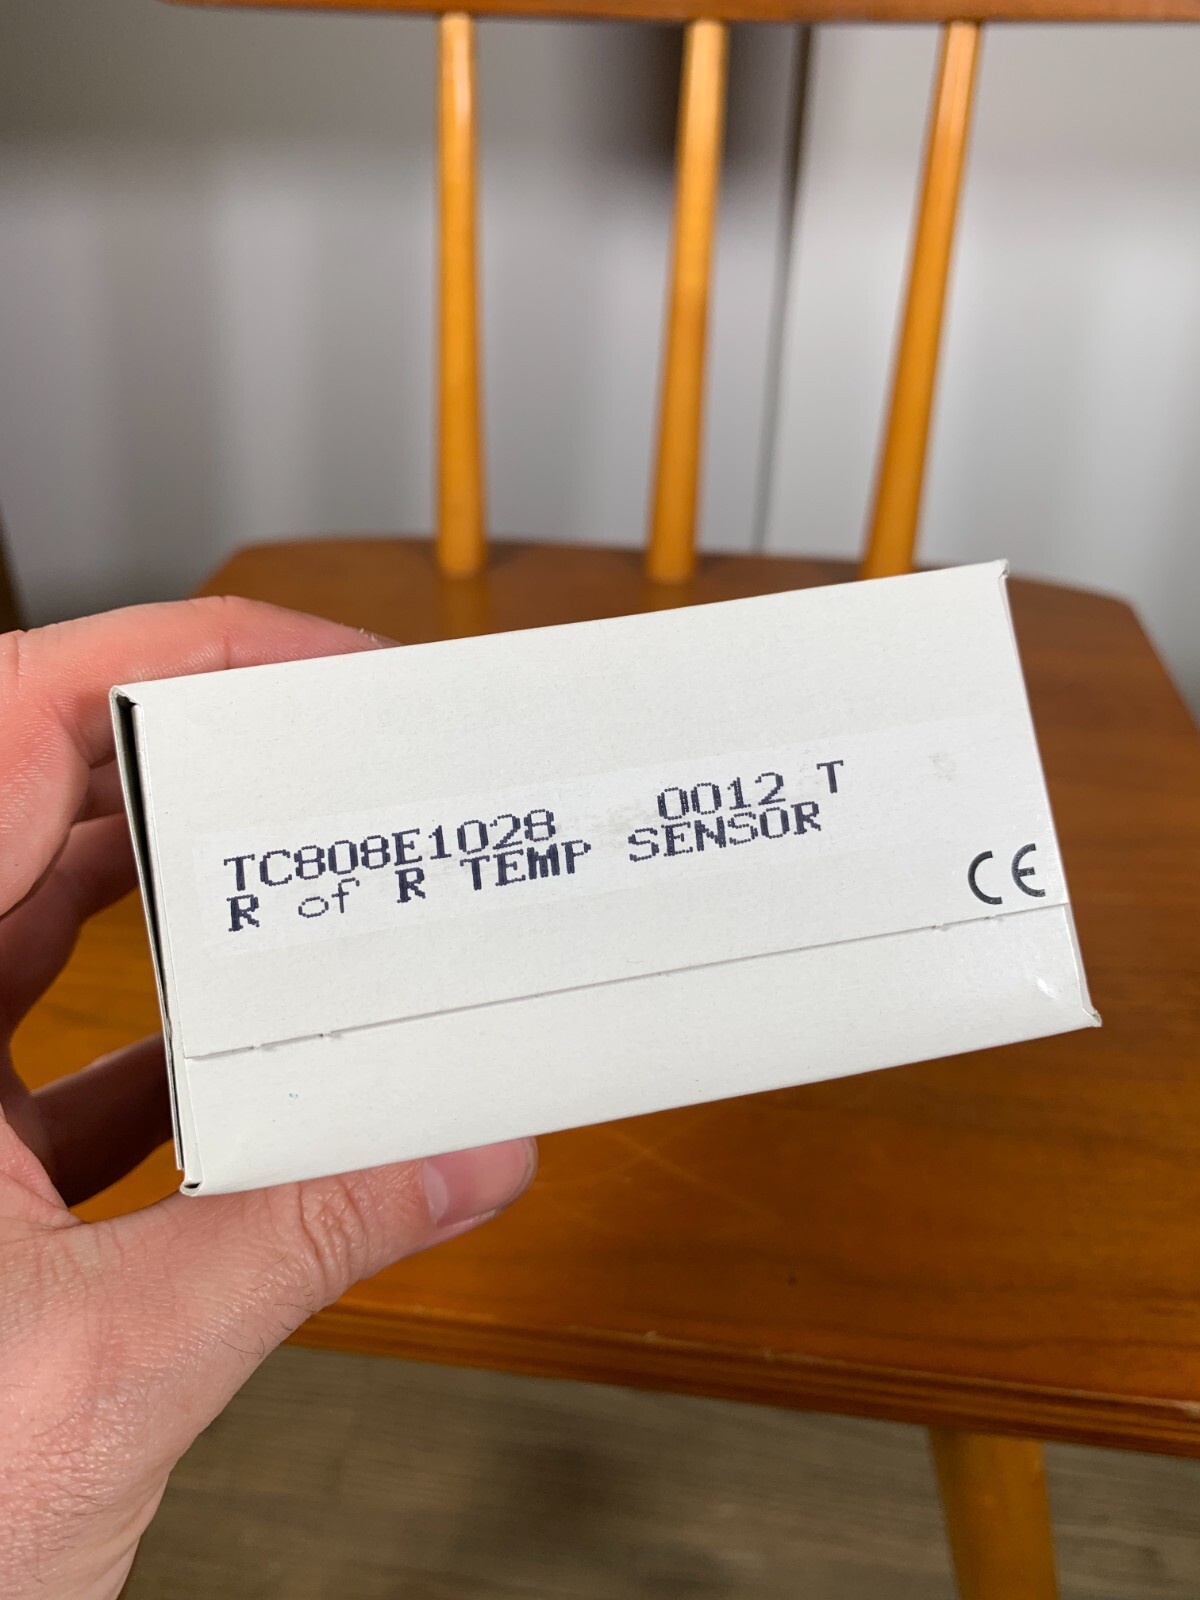 TC808E1028 0012 T
R of R TEMP SENSOR
CE